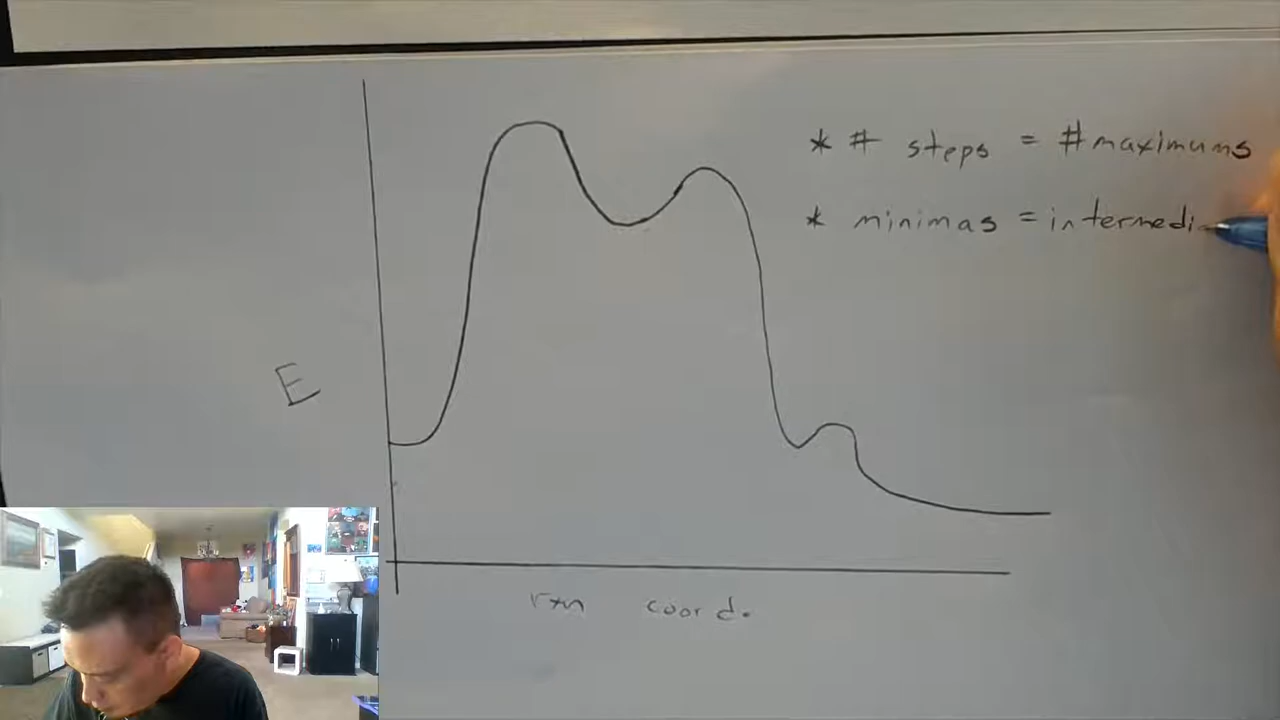 * # steps = #maximums
* minimas = intermedi
E
rxn coord.